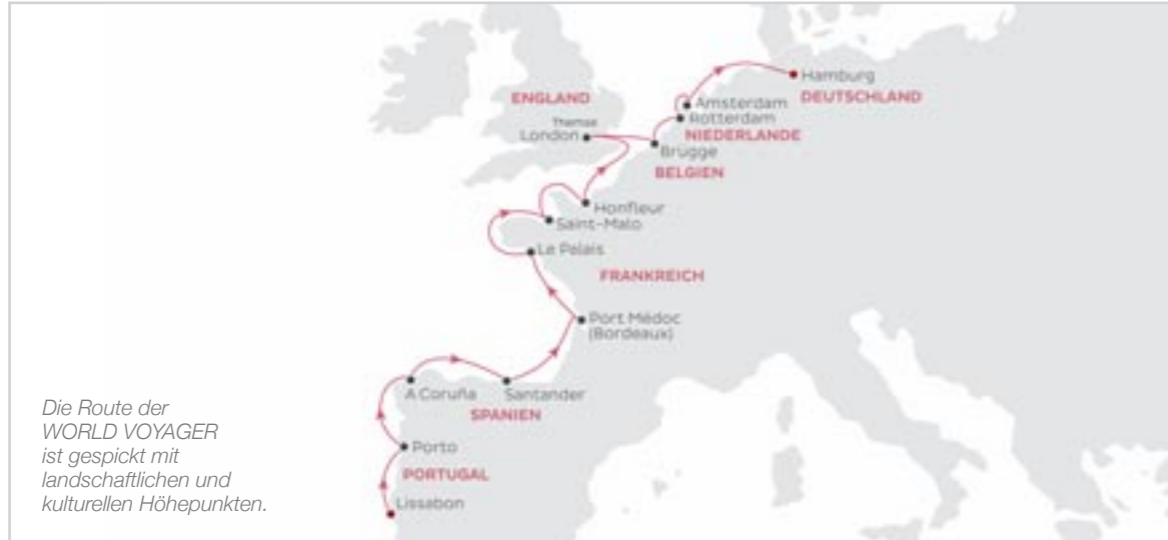 Hamburg
DEUTSCHLAND
ENGLAND
Amsterdam
Themse
Rotterdam
London
NIEDERLANDE
Brügge
BELGIEN
Honfleur
Saint-Malo
Le Palais
FRANKREICH
Port Médoc
(Bordeaux)
A Coruña
Santander
SPANIEN
Porto
PORTUGAL
Lissabon
Die Route der
WORLD VOYAGER
ist gespickt mit
landschaftlichen und
kulturellen Höhepunkten.